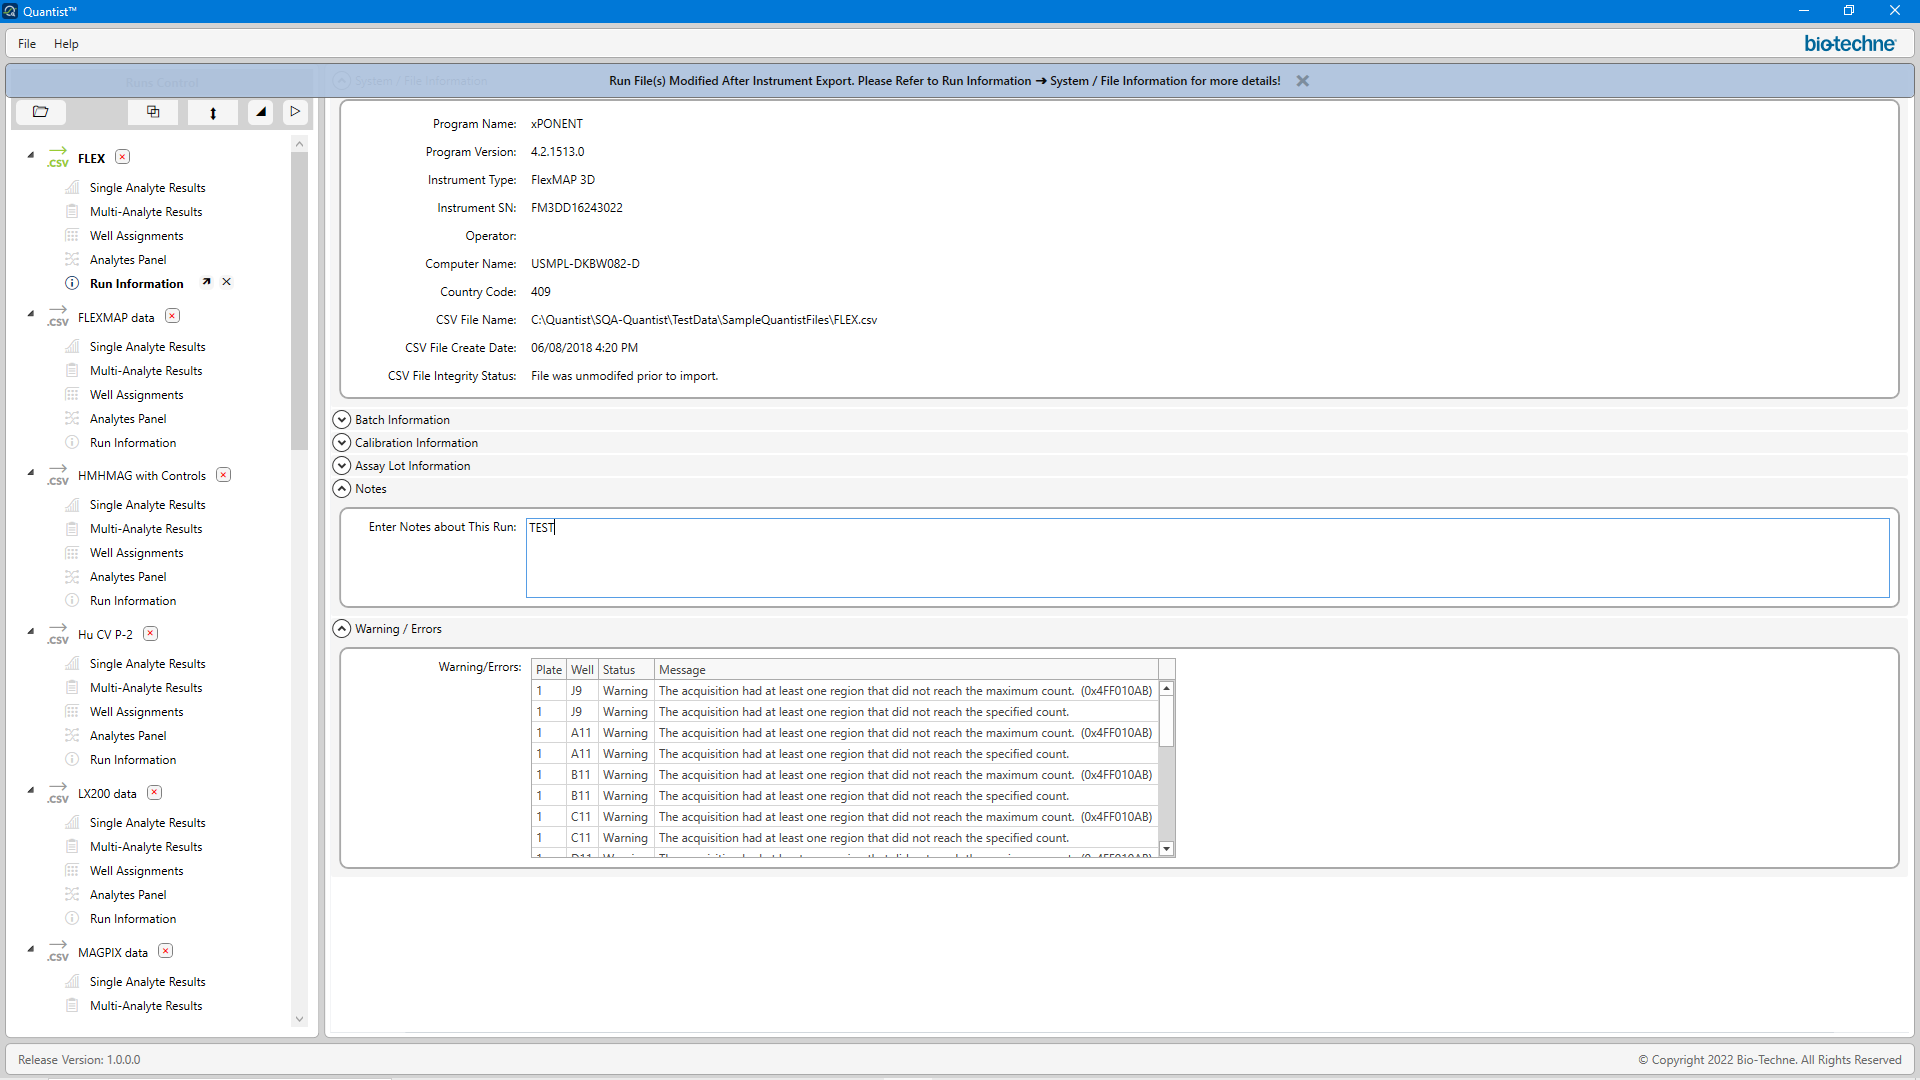 Quantist™
File Help
bio-techne
Runs Control
System / File Information
Run File(s) Modified After Instrument Export. Please Refer to Run Information ➔ System / File Information for more details!
FLEX
Single Analyte Results
Multi-Analyte Results
Well Assignments
Analytes Panel
Run Information
.CSV FLEXMAP data
Single Analyte Results
Multi-Analyte Results
Well Assignments
Analytes Panel
Run Information
.CSV HMHMAG with Controls
Single Analyte Results
Multi-Analyte Results
Well Assignments
Analytes Panel
Run Information
.CSV Hu CV P-2
Single Analyte Results
Multi-Analyte Results
Well Assignments
Analytes Panel
Run Information
.CSV LX200 data
Single Analyte Results
Multi-Analyte Results
Well Assignments
Analytes Panel
Run Information
.CSV MAGPIX data
Single Analyte Results
Multi-Analyte Results
Program Name: xPONENT
Program Version: 4.2.1513.0
Instrument Type: FlexMAP 3D
Instrument SN: FM3DD16243022
Operator:
Computer Name: USMPL-DKBW082-D
Country Code: 409
CSV File Name: C:\Quantist\SQA-Quantist\TestData\SampleQuantistFiles\FLEX.csv
CSV File Create Date: 06/08/2018 4:20 PM
CSV File Integrity Status: File was unmodifed prior to import.
Batch Information
Calibration Information
Assay Lot Information
Notes
Enter Notes about This Run: TEST
Warning / Errors
Warning/Errors:
Plate Well Status Message
1 J9 Warning The acquisition had at least one region that did not reach the maximum count. (0x4FF010AB)
1 J9 Warning The acquisition had at least one region that did not reach the specified count.
1 A11 Warning The acquisition had at least one region that did not reach the maximum count. (0x4FF010AB)
1 A11 Warning The acquisition had at least one region that did not reach the specified count.
1 B11 Warning The acquisition had at least one region that did not reach the maximum count. (0x4FF010AB)
1 B11 Warning The acquisition had at least one region that did not reach the specified count.
1 C11 Warning The acquisition had at least one region that did not reach the maximum count. (0x4FF010AB)
1 C11 Warning The acquisition had at least one region that did not reach the specified count.
Release Version: 1.0.0.0
© Copyright 2022 Bio-Techne. All Rights Reserved